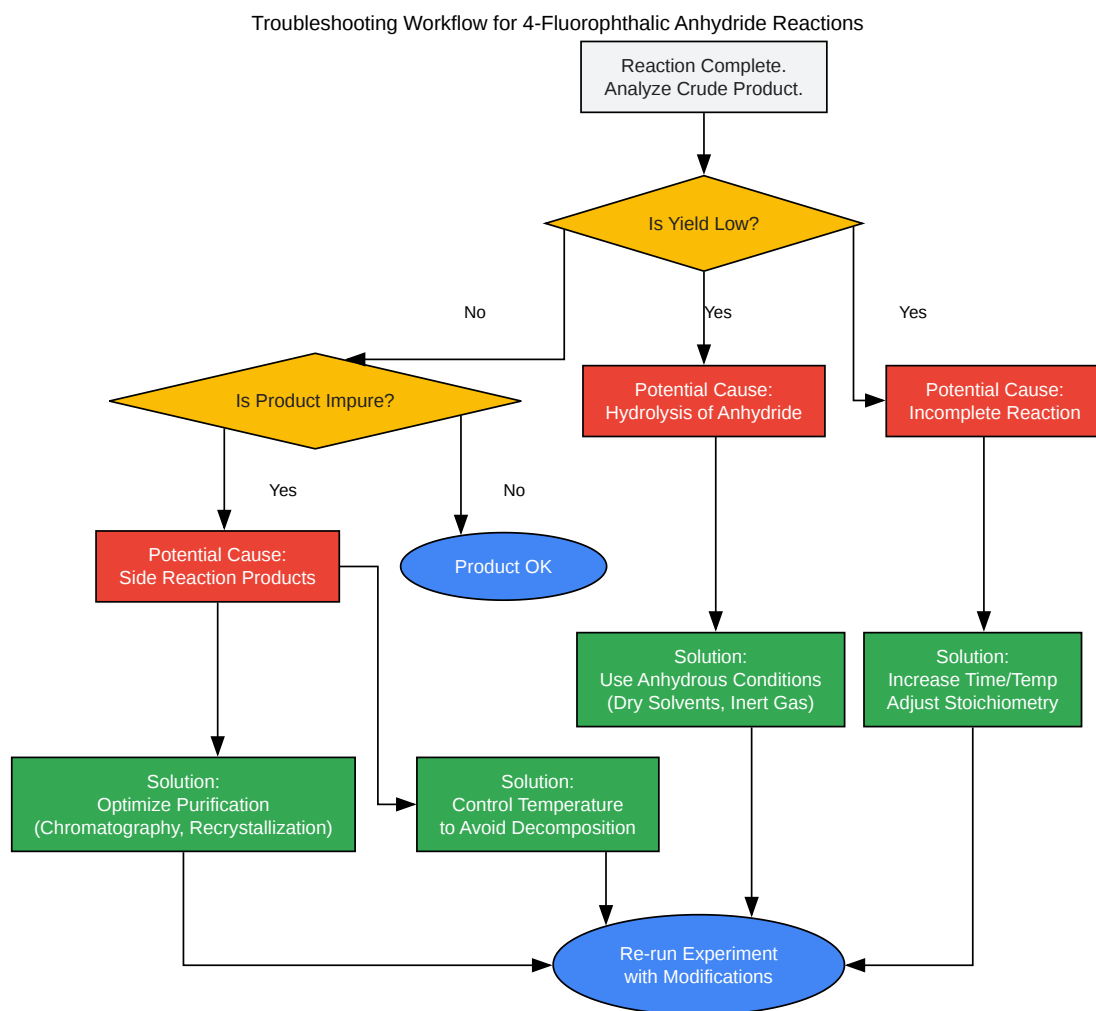 Troubleshooting Workflow for 4-Fluorophthalic Anhydride Reactions
Reaction Complete.
Analyze Crude Product.
Is Yield Low?
No
Yes
Yes
Is Product Impure?
Potential Cause:
Hydrolysis of Anhydride
Potential Cause:
Incomplete Reaction
Yes
No
Potential Cause:
Side Reaction Products
Product OK
Solution:
Use Anhydrous Conditions
(Dry Solvents, Inert Gas)
Solution:
Increase Time/Temp
Adjust Stoichiometry
Solution:
Optimize Purification
(Chromatography, Recrystallization)
Solution:
Control Temperature
to Avoid Decomposition
Re-run Experiment
with Modifications